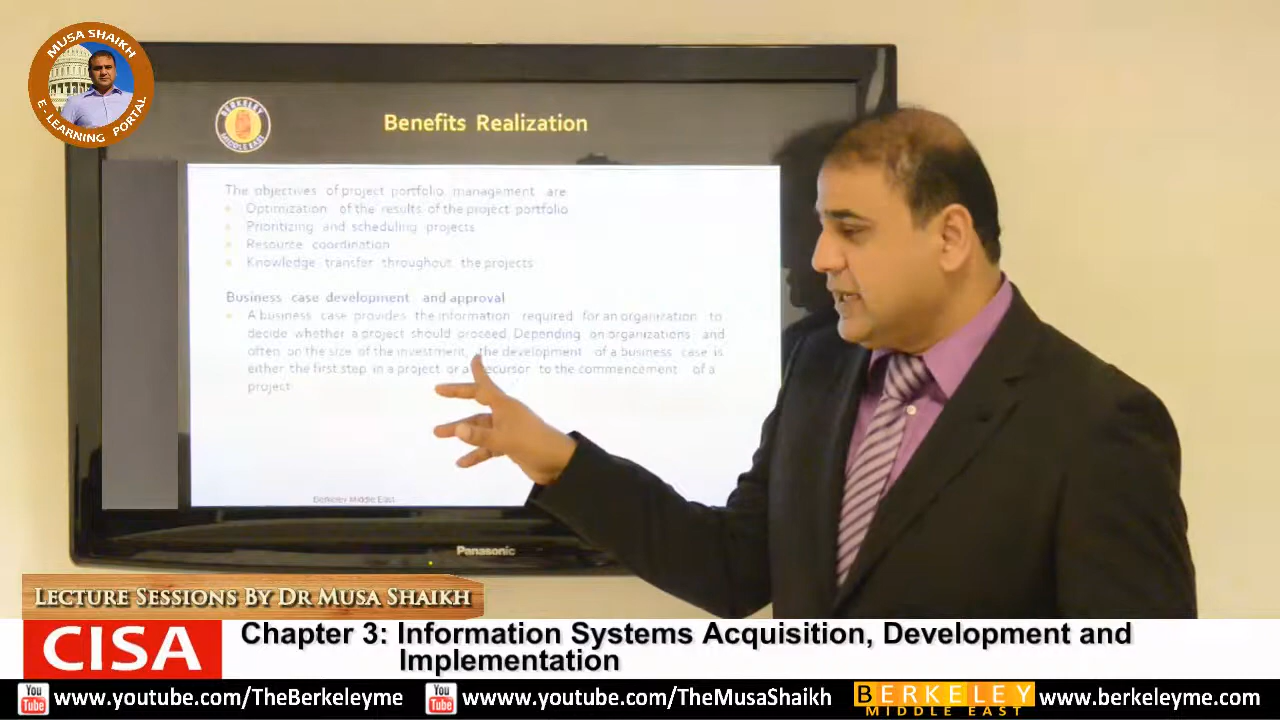 MUSA SHAIKH
E - LEARNING PORTAL
BERKELEY
MIDDLE EAST
Benefits Realization
The objectives of project portfolio management are
Optimization of the results of the project portfolio
Prioritizing and scheduling projects
Resource coordination
Knowledge transfer throughout the projects
Business case development and approval
A business case provides the information required for an organization to
decide whether a project should proceed. Depending on organizations and
often on the size of the investment, the development of a business case is
either the first step in a project or a to the commencement of a
project
Berkeley Middle East
Panasonic
LECTURE SESSIONS BY DR MUSA SHAIKH
CISA
Chapter 3: Information Systems Acquisition, Development and
Implementation
You Tube www.youtube.com/TheBerkeleyme
You Tube www.youtube.com/TheMusaShaikh
BERKELEY
MIDDLE EAST
www.berkeleyme.com